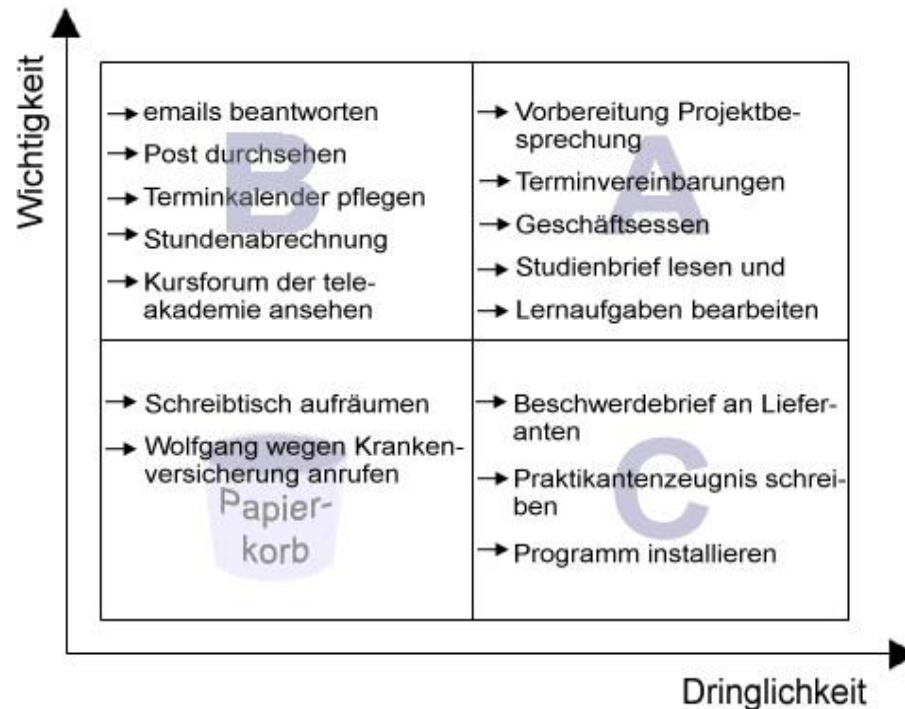 Wichtigkeit
B
→ emails beantworten
→ Post durchsehen
→ Terminkalender pflegen
→ Stundenabrechnung
→ Kursforum der tele-
akademie ansehen
A
→ Vorbereitung Projektbe-
sprechung
→ Terminvereinbarungen
→ Geschäftsessen
→ Studienbrief lesen und
→ Lernaufgaben bearbeiten
→ Schreibtisch aufräumen
→ Wolfgang wegen Kranken-
versicherung anrufen
Papier-
korb
C
→ Beschwerdebrief an Liefer-
anten
→ Praktikantenzeugnis schrei-
ben
→ Programm installieren
Dringlichkeit